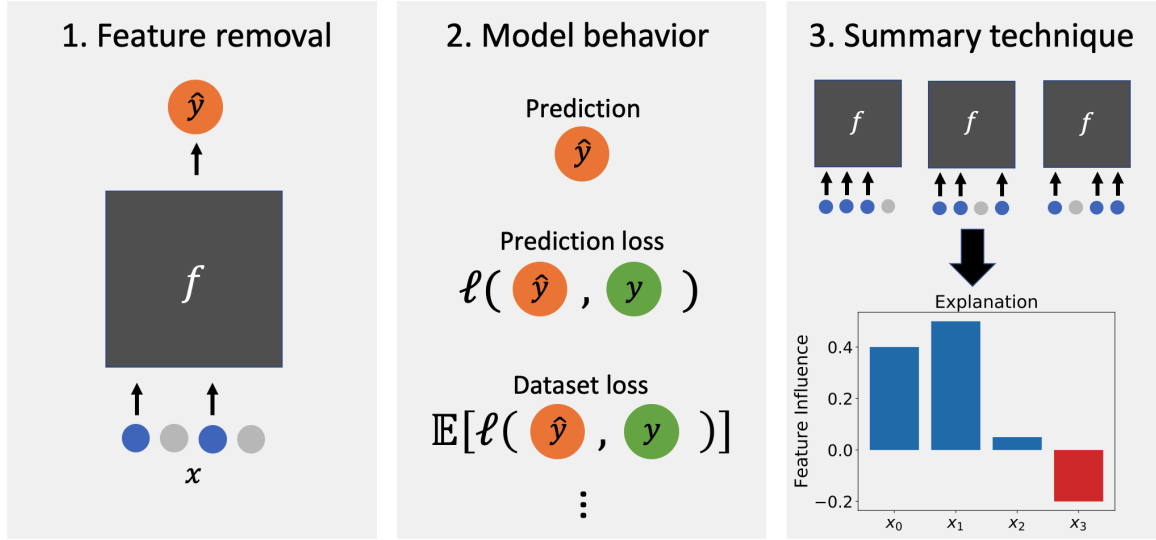 1. Feature removal
ŷ
f
x
2. Model behavior
Prediction
ŷ
Prediction loss
ℓ( ŷ , y )
Dataset loss
𝔼[ℓ( ŷ , y )]
⋮
3. Summary technique
f f f
Explanation
Feature Influence
0.4
0.2
0.0
−0.2
x₀ x₁ x₂ x₃